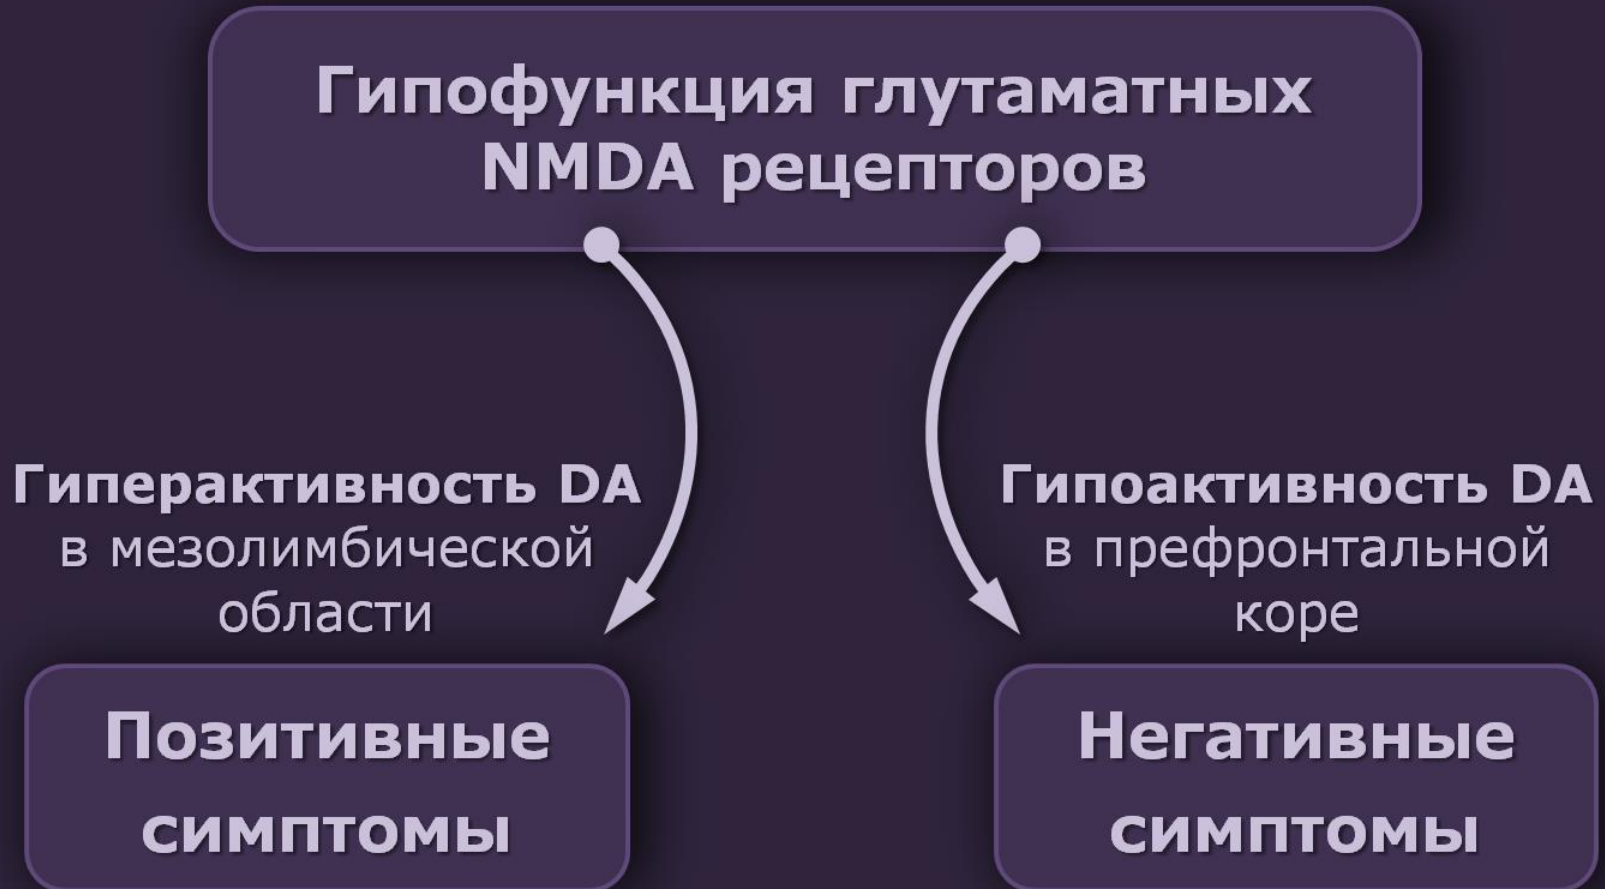 Гипофункция глутаматных
NMDA рецепторов
Гиперактивность DA
в мезолимбической
области
Гипоактивность DA
в префронтальной
коре
Позитивные
симптомы
Негативные
симптомы